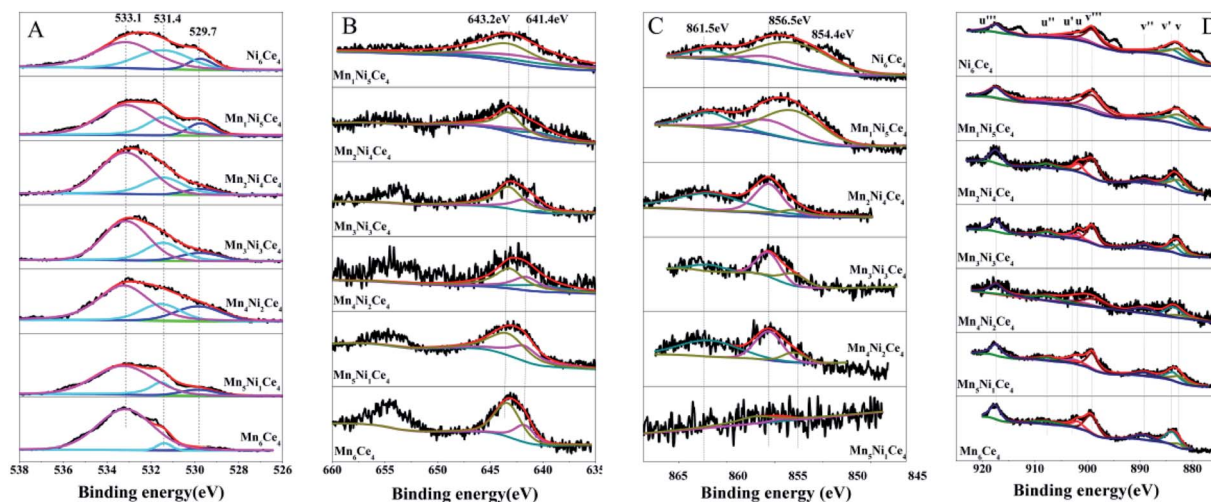 A
533.1
531.4
529.7
Ni6Ce4
Mn1Ni5Ce4
Mn2Ni4Ce4
Mn3Ni3Ce4
Mn4Ni2Ce4
Mn5Ni1Ce4
Mn6Ce4
538 536 534 532 530 528 526
Binding energy(eV)
B
643.2eV
641.4eV
Mn1Ni5Ce4
Mn2Ni4Ce4
Mn3Ni3Ce4
Mn4Ni2Ce4
Mn5Ni1Ce4
Mn6Ce4
660 655 650 645 640 635
Binding energy(eV)
C
861.5eV
856.5eV
854.4eV
Ni6Ce4
Mn1Ni5Ce4
Mn2Ni4Ce4
Mn3Ni3Ce4
Mn4Ni2Ce4
Mn5Ni1Ce4
865 860 855 850 845
Binding energy(eV)
D
u''' u'' u' u v''' v'' v' v
Ni6Ce4
Mn1Ni5Ce4
Mn2Ni4Ce4
Mn3Ni3Ce4
Mn4Ni2Ce4
Mn5Ni1Ce4
Mn6Ce4
920 910 900 890 880
Binding energy(eV)